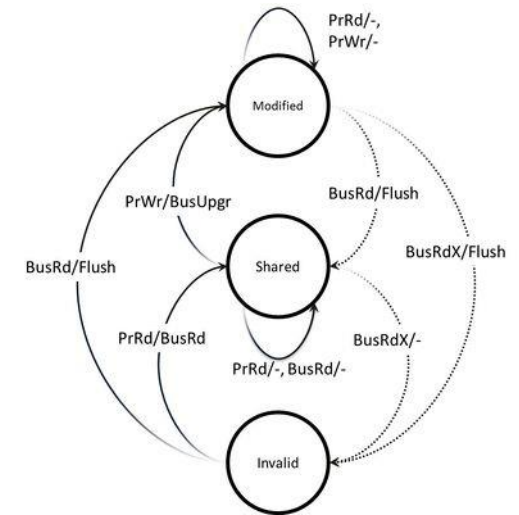 PrRd/-,
PrWr/-
Modified
PrWr/BusUpgr
BusRd/Flush
BusRd/Flush
Shared
BusRdX/Flush
PrRd/BusRd
BusRdX/-
PrRd/-, BusRd/-
Invalid